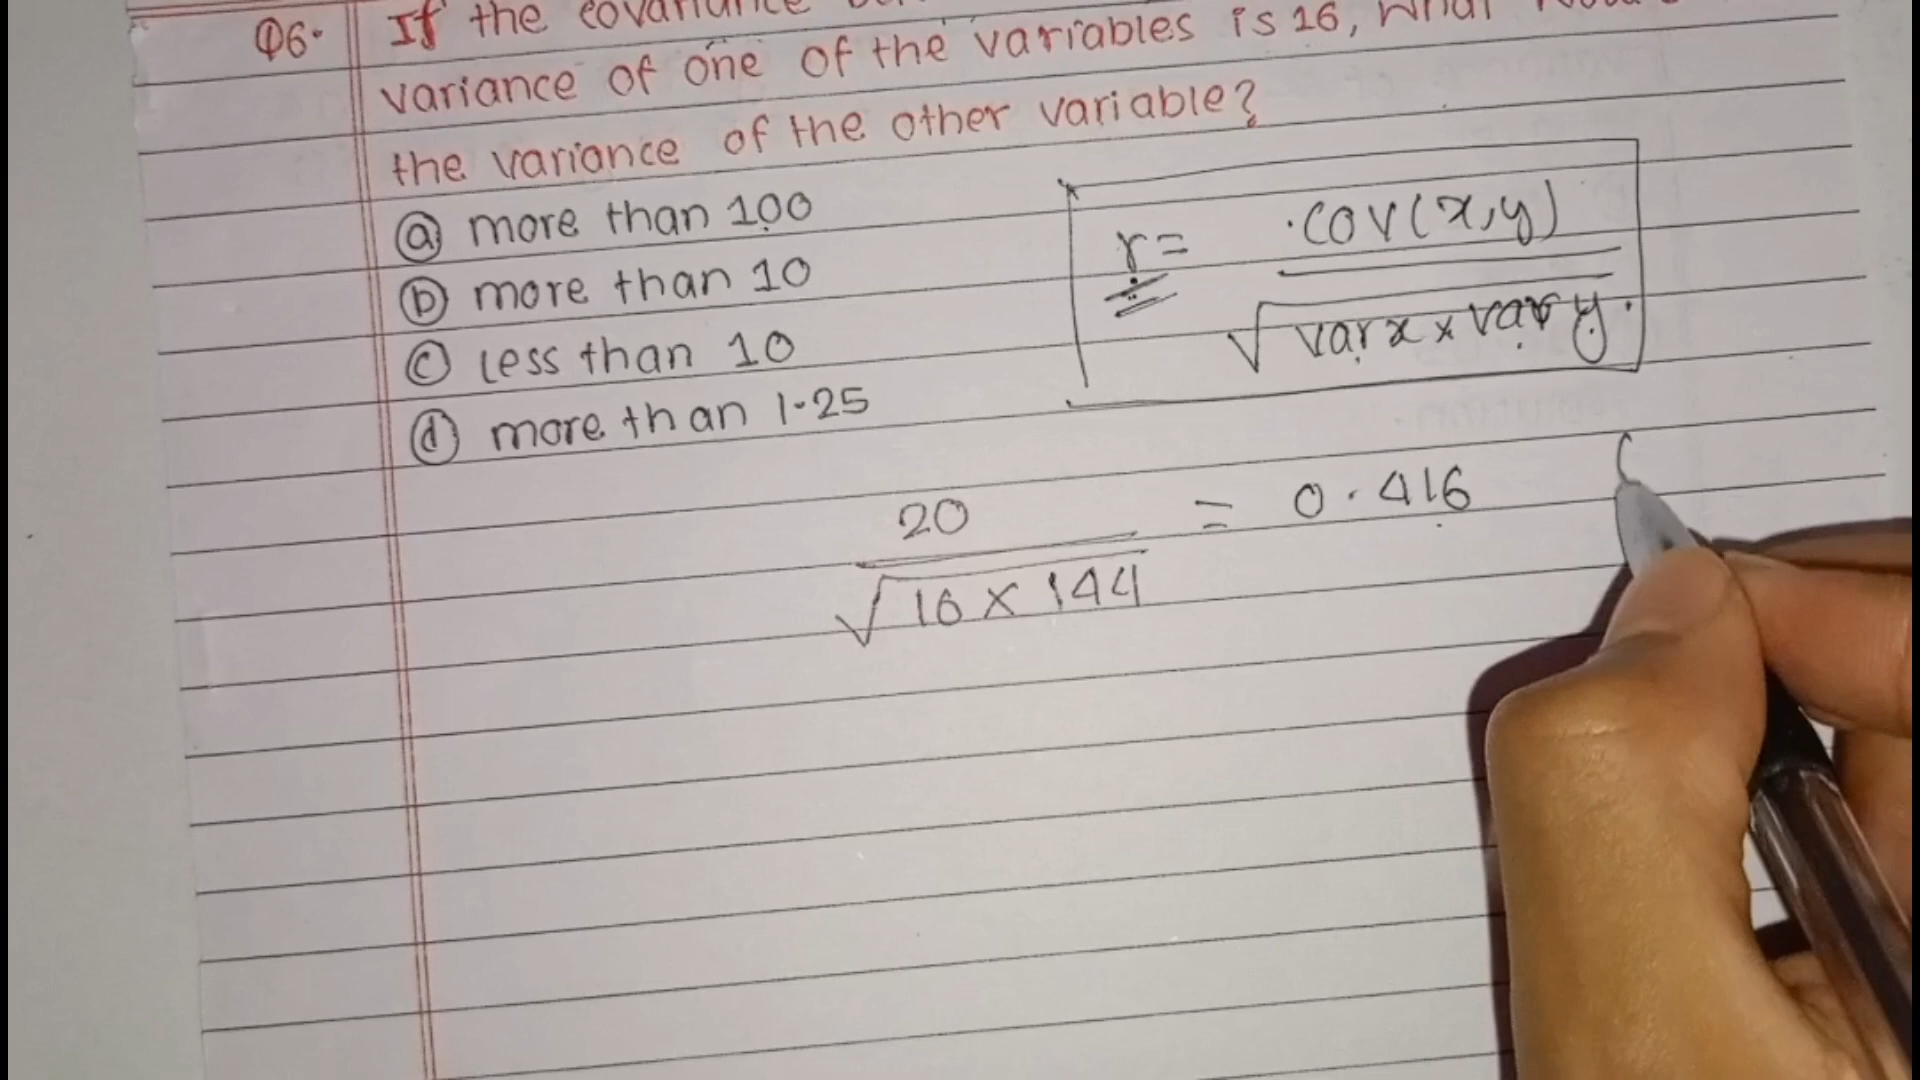 Q6. If the covariance
variance of one of the variables is 16, what
the variance of the other variable?
(a) more than 100
(b) more than 10
(c) less than 10
(d) more than 1.25
r = cov(x,y)
√var x × var y.
20 = 0.416
√16 × 144